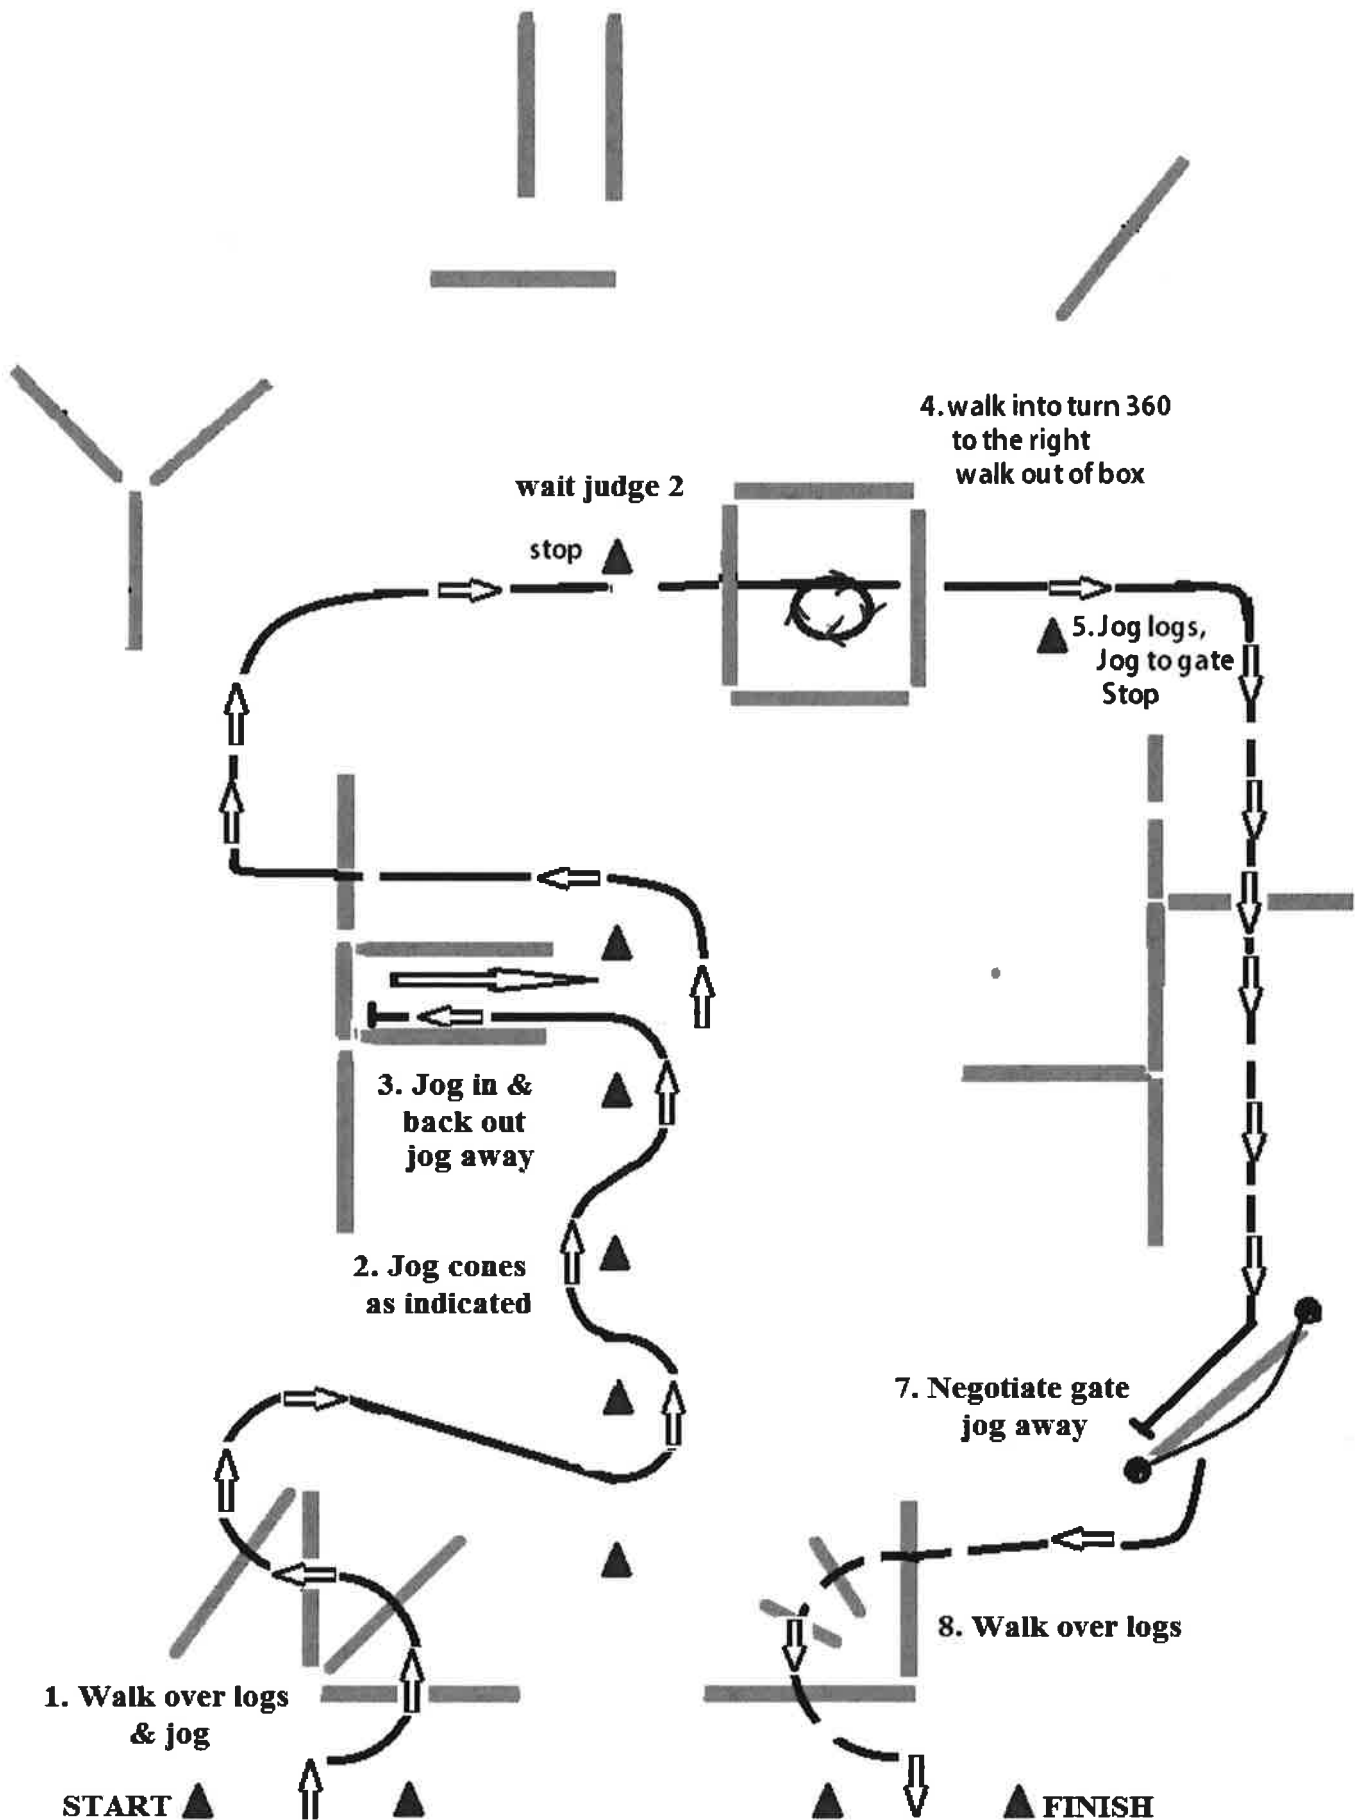 4. walk into turn 360
to the right
walk out of box
wait judge 2
stop
5. Jog logs,
Jog to gate
Stop
3. Jog in &
back out
jog away
2. Jog cones
as indicated
7. Negotiate gate
jog away
8. Walk over logs
1. Walk over logs
& jog
START
FINISH